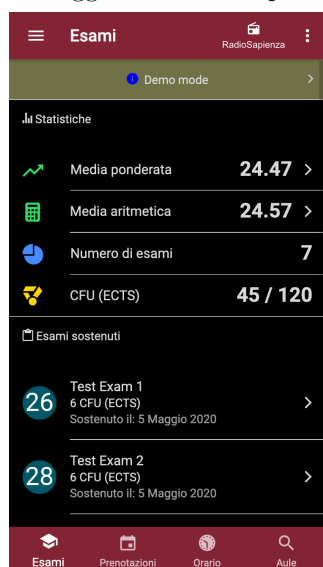 Esami
RadioSapienza
Demo mode
Statistiche
Media ponderata 24.47
Media aritmetica 24.57
Numero di esami 7
CFU (ECTS) 45 / 120
Esami sostenuti
26
Test Exam 1
6 CFU (ECTS)
Sostenuto il: 5 Maggio 2020
28
Test Exam 2
6 CFU (ECTS)
Sostenuto il: 5 Maggio 2020
Esami Prenotazioni Orario Aule